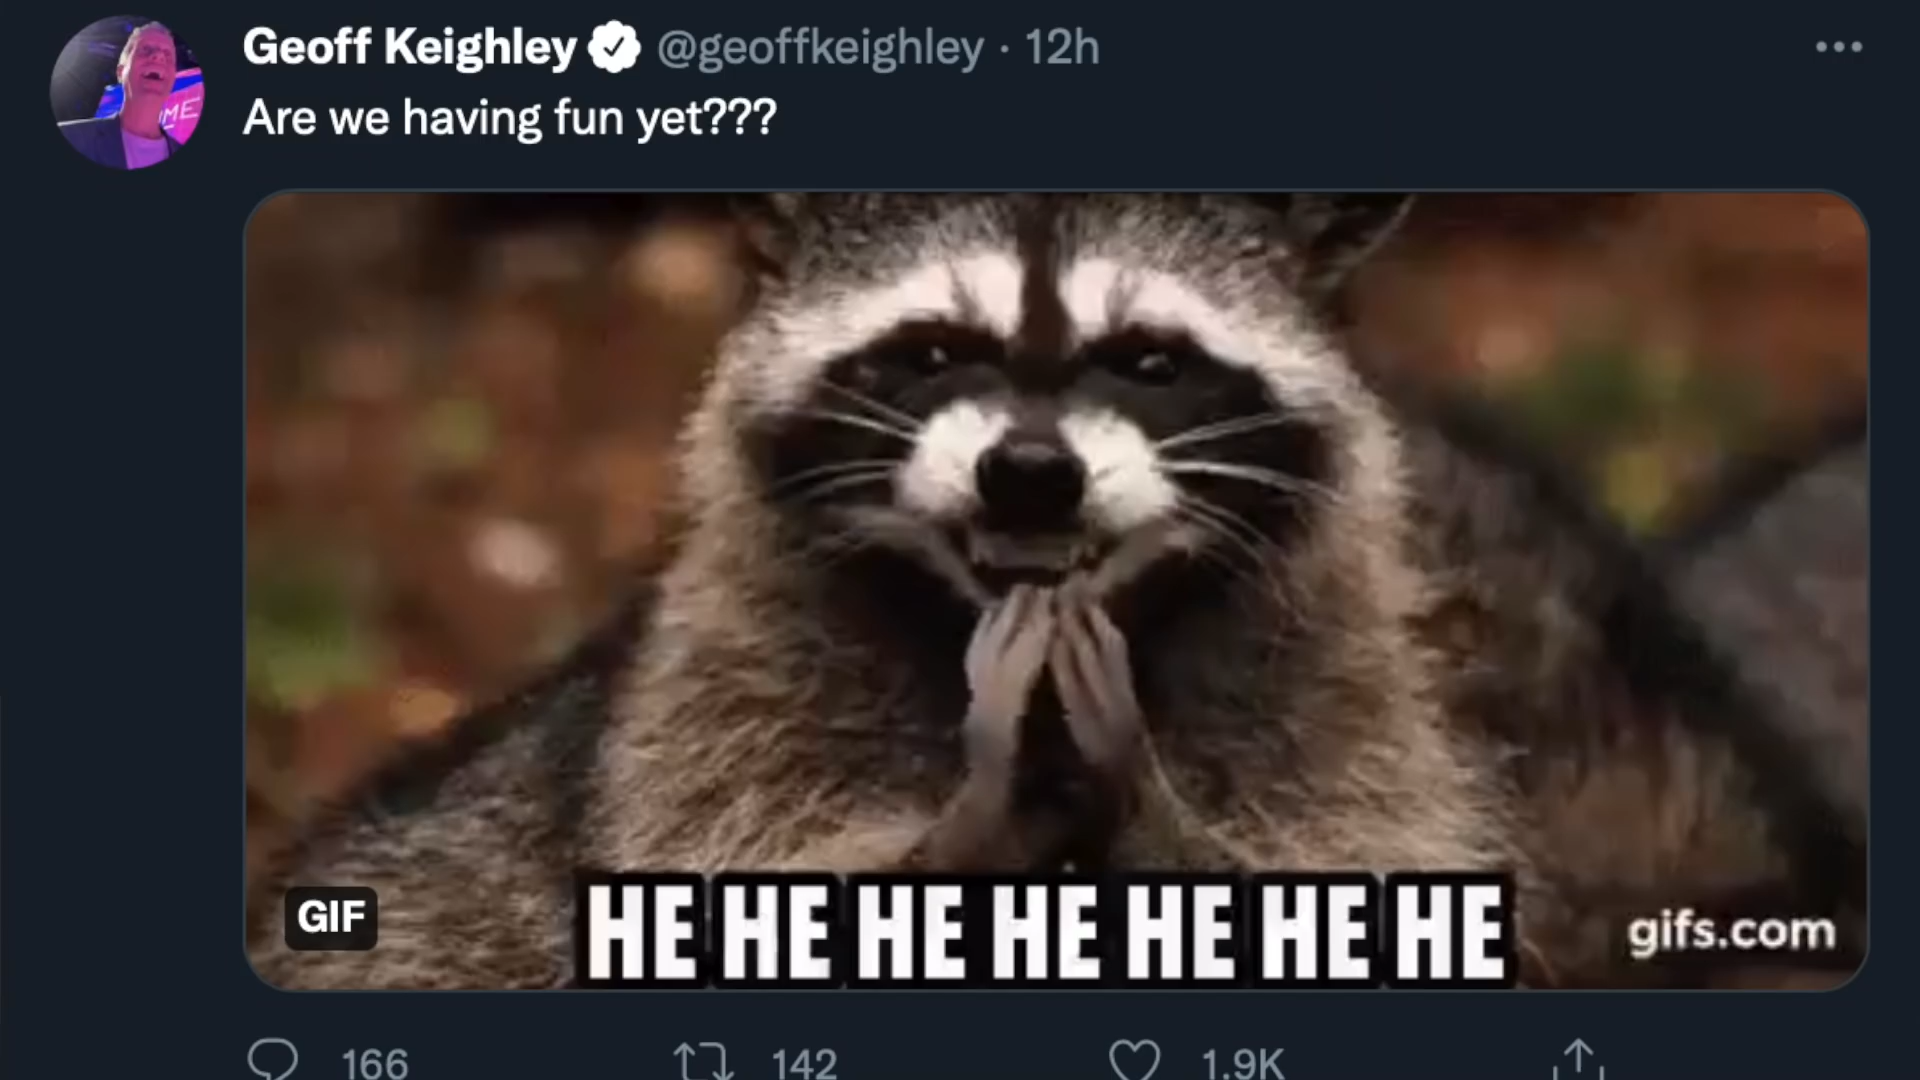 Geoff Keighley @geoffkeighley · 12h
Are we having fun yet???
ME
GIF
HE HE HE HE HE HE HE
gifs.com
166 142 1.9K